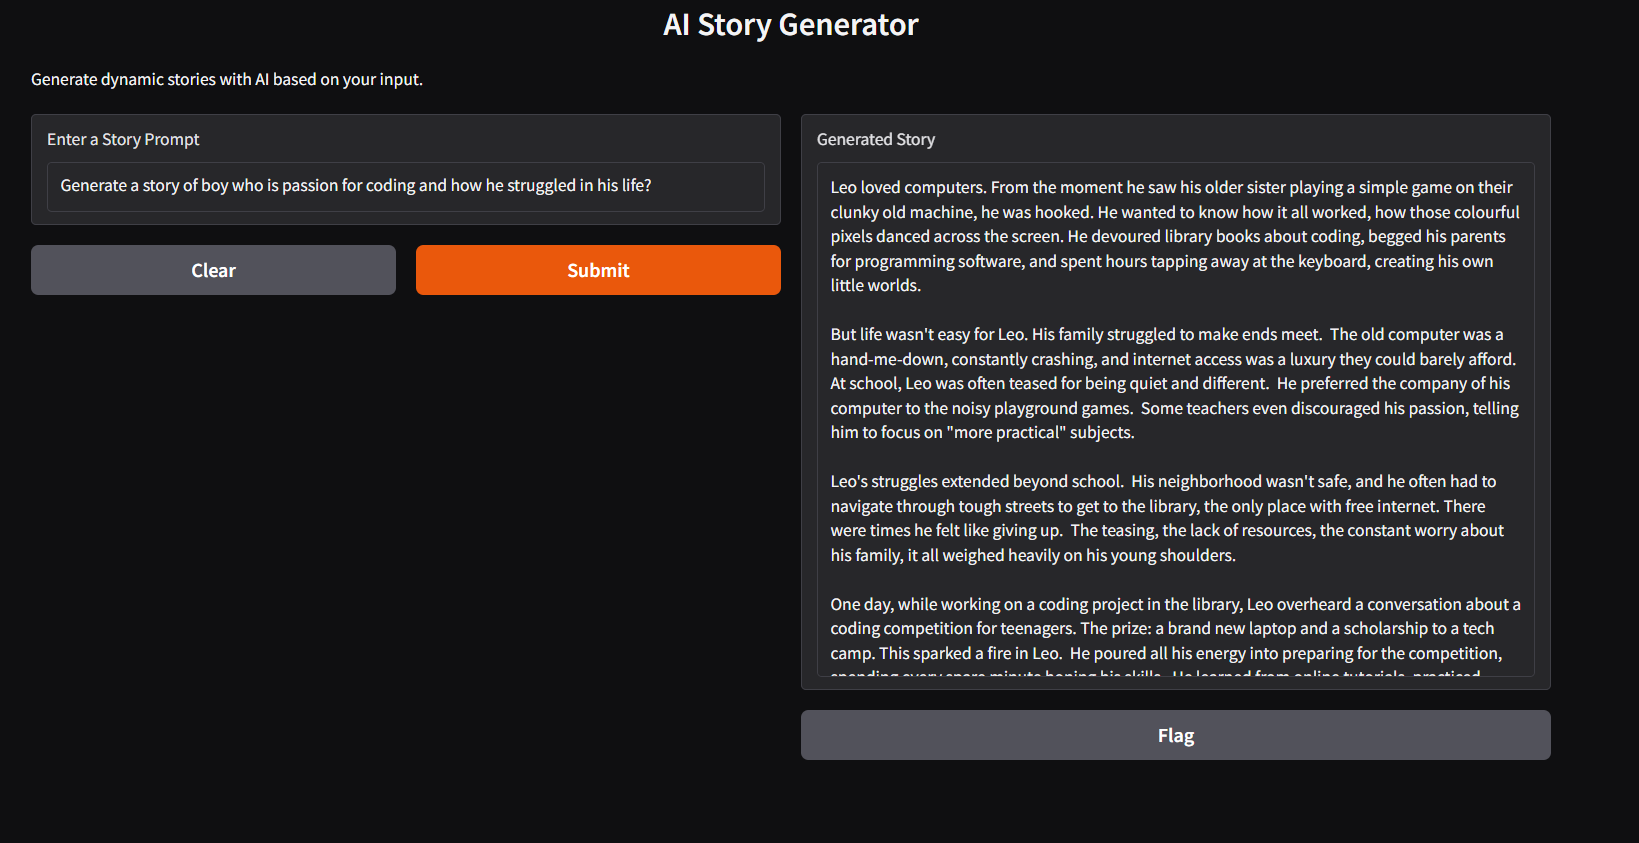 AI Story Generator
Generate dynamic stories with AI based on your input.
Enter a Story Prompt
Generate a story of boy who is passion for coding and how he struggled in his life?
Clear
Submit
Generated Story
Leo loved computers. From the moment he saw his older sister playing a simple game on their
clunky old machine, he was hooked. He wanted to know how it all worked, how those colourful
pixels danced across the screen. He devoured library books about coding, begged his parents
for programming software, and spent hours tapping away at the keyboard, creating his own
little worlds.
But life wasn't easy for Leo. His family struggled to make ends meet.  The old computer was a
hand-me-down, constantly crashing, and internet access was a luxury they could barely afford.
At school, Leo was often teased for being quiet and different.  He preferred the company of his
computer to the noisy playground games.  Some teachers even discouraged his passion, telling
him to focus on "more practical" subjects.
Leo's struggles extended beyond school.  His neighborhood wasn't safe, and he often had to
navigate through tough streets to get to the library, the only place with free internet. There
were times he felt like giving up.  The teasing, the lack of resources, the constant worry about
his family, it all weighed heavily on his young shoulders.
One day, while working on a coding project in the library, Leo overheard a conversation about a
coding competition for teenagers. The prize: a brand new laptop and a scholarship to a tech
camp. This sparked a fire in Leo.  He poured all his energy into preparing for the competition,
spending every spare minute honing his skills.  He learned from online tutorials, practiced
Flag